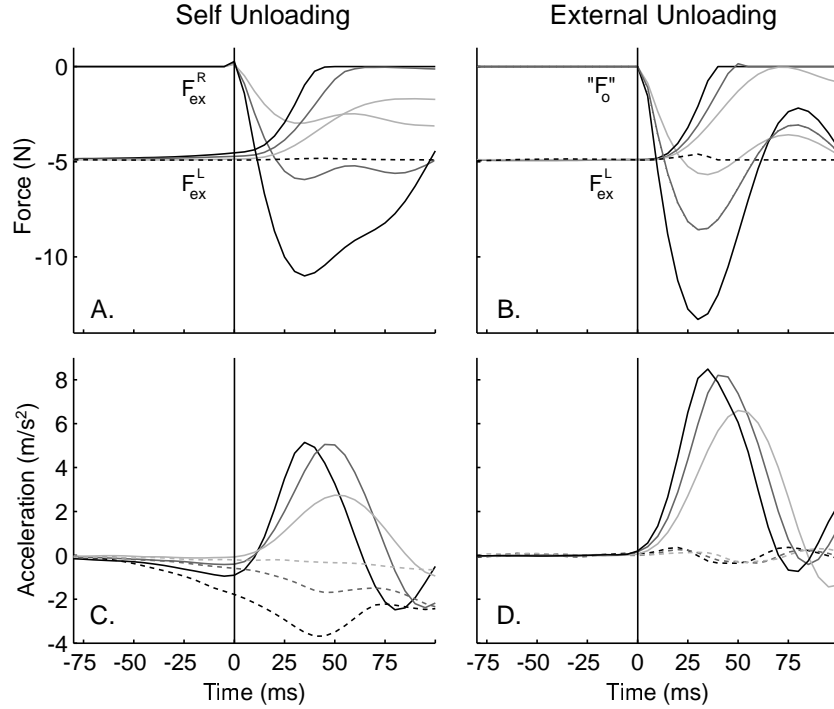 Self Unloading
External Unloading
Force (N)
0
-5
-10
F_ex^R
F_ex^L
A.
"F_o"
F_ex^L
B.
Acceleration (m/s²)
8
6
4
2
0
-2
-4
C.
D.
-75 -50 -25 0 25 50 75
-75 -50 -25 0 25 50 75
Time (ms)
Time (ms)